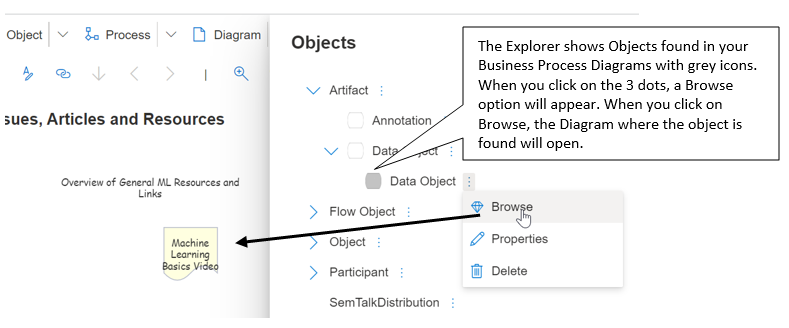 Object
Process
Diagram
sues, Articles and Resources
Overview of General ML Resources and
Links
Machine
Learning
Basics Video
Objects
Artifact
Annotation
Data Object
Data Object
Flow Object
Object
Participant
SemTalkDistribution
Browse
Properties
Delete
The Explorer shows Objects found in your
Business Process Diagrams with grey icons.
When you click on the 3 dots, a Browse
option will appear. When you click on
Browse, the Diagram where the object is
found will open.